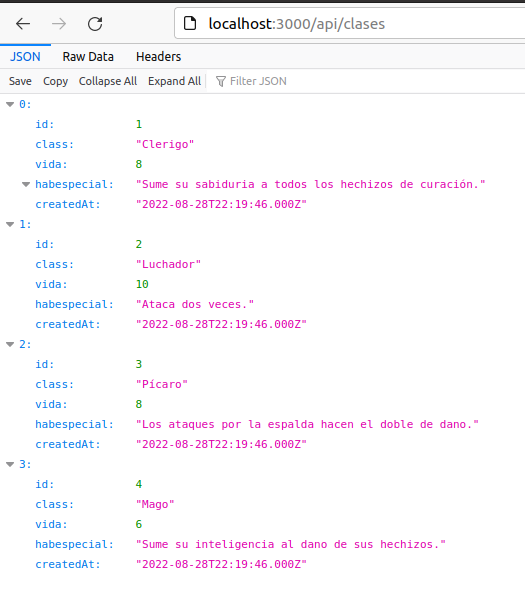 localhost:3000/api/clases
JSON Raw Data Headers
Save Copy Collapse All Expand All Filter JSON
0:
id: 1
class: "Clerigo"
vida: 8
habespecial: "Sume su sabiduria a todos los hechizos de curación."
createdAt: "2022-08-28T22:19:46.000Z"
1:
id: 2
class: "Luchador"
vida: 10
habespecial: "Ataca dos veces."
createdAt: "2022-08-28T22:19:46.000Z"
2:
id: 3
class: "Pícaro"
vida: 8
habespecial: "Los ataques por la espalda hacen el doble de dano."
createdAt: "2022-08-28T22:19:46.000Z"
3:
id: 4
class: "Mago"
vida: 6
habespecial: "Sume su inteligencia al dano de sus hechizos."
createdAt: "2022-08-28T22:19:46.000Z"